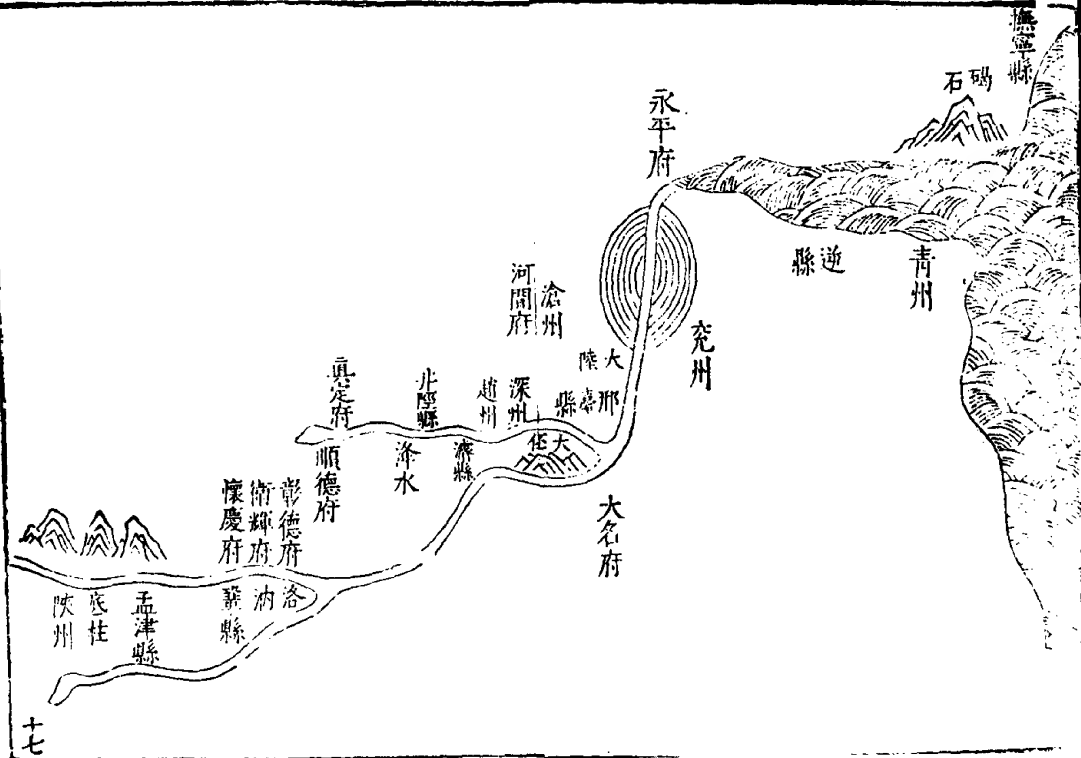 撫寧縣
碣石
永平府
青州
逆縣
兗州
滄州
河間府
大陸
邢臺縣
深州
趙州
大伾
井陘縣
濬縣
真定府
洚水
順德府
大名府
彰德府
衛輝府
懷慶府
洛汭
鞏縣
孟津縣
底柱
陝州
十七